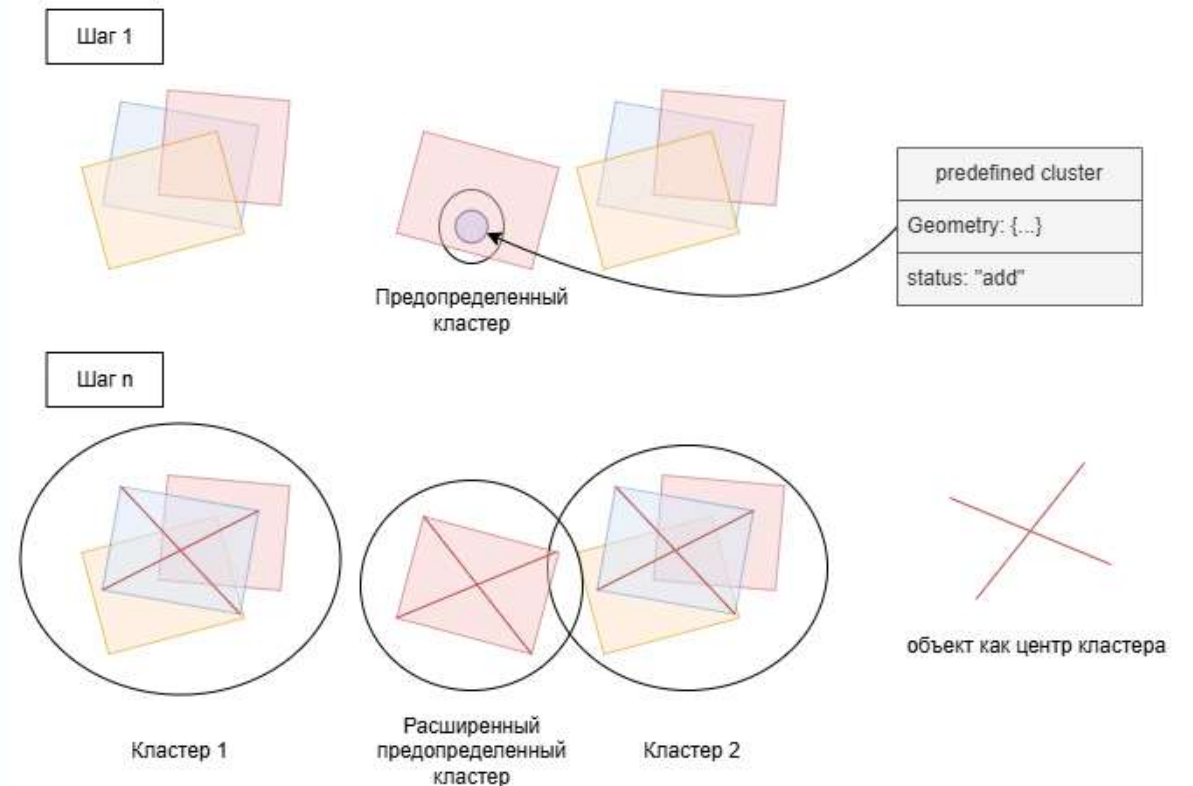 Шаг 1
predefined cluster
Geometry: {...}
status: "add"
Предопределенный
кластер
Шаг n
объект как центр кластера
Кластер 1
Расширенный
предопределенный
кластер
Кластер 2